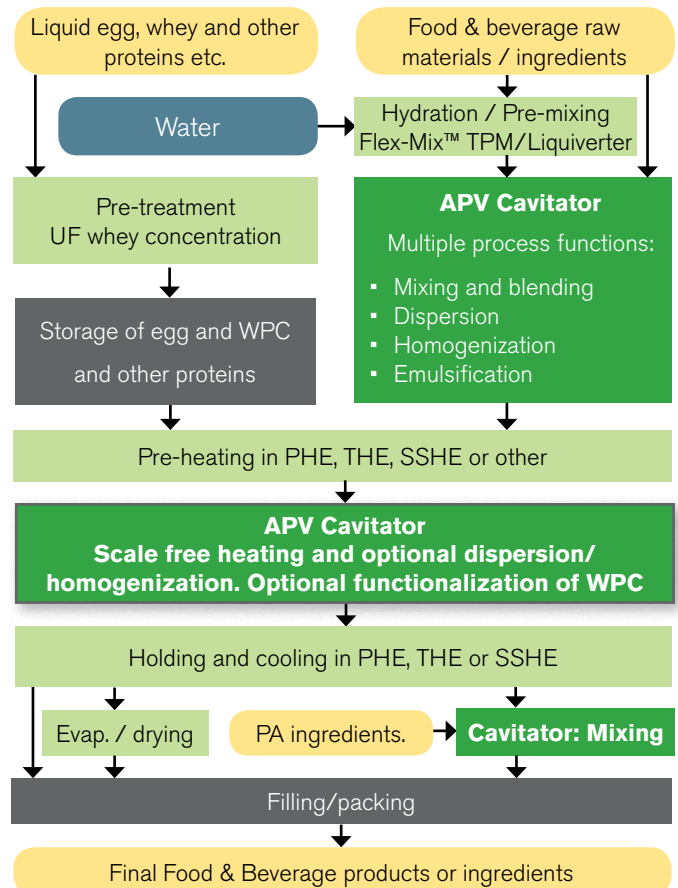 Liquid egg, whey and other
proteins etc.
Food & beverage raw
materials / ingredients
Water
Hydration / Pre-mixing
Flex-Mix™ TPM/Liquiverter
Pre-treatment
UF whey concentration
APV Cavitator
Multiple process functions:
▪ Mixing and blending
▪ Dispersion
▪ Homogenization
▪ Emulsification
Storage of egg and WPC
and other proteins
Pre-heating in PHE, THE, SSHE or other
APV Cavitator
Scale free heating and optional dispersion/
homogenization. Optional functionalization of WPC
Holding and cooling in PHE, THE or SSHE
Evap. / drying
PA ingredients.
Cavitator: Mixing
Filling/packing
Final Food & Beverage products or ingredients